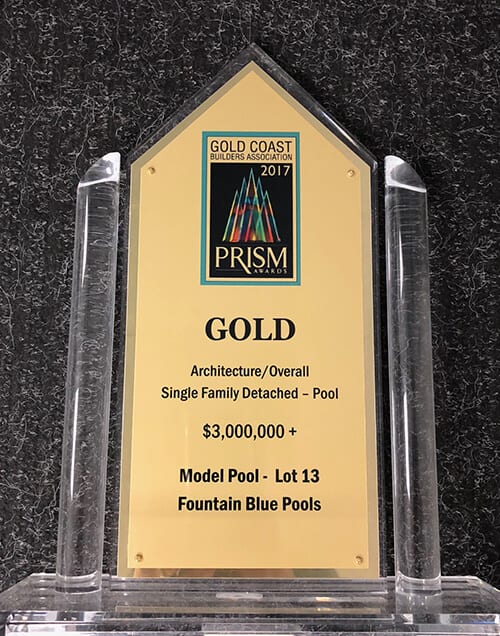 GOLD COAST
BUILDERS ASSOCIATION
2017
PRISM
AWARDS
GOLD
Architecture/Overall
Single Family Detached – Pool
$3,000,000 +
Model Pool - Lot 13
Fountain Blue Pools